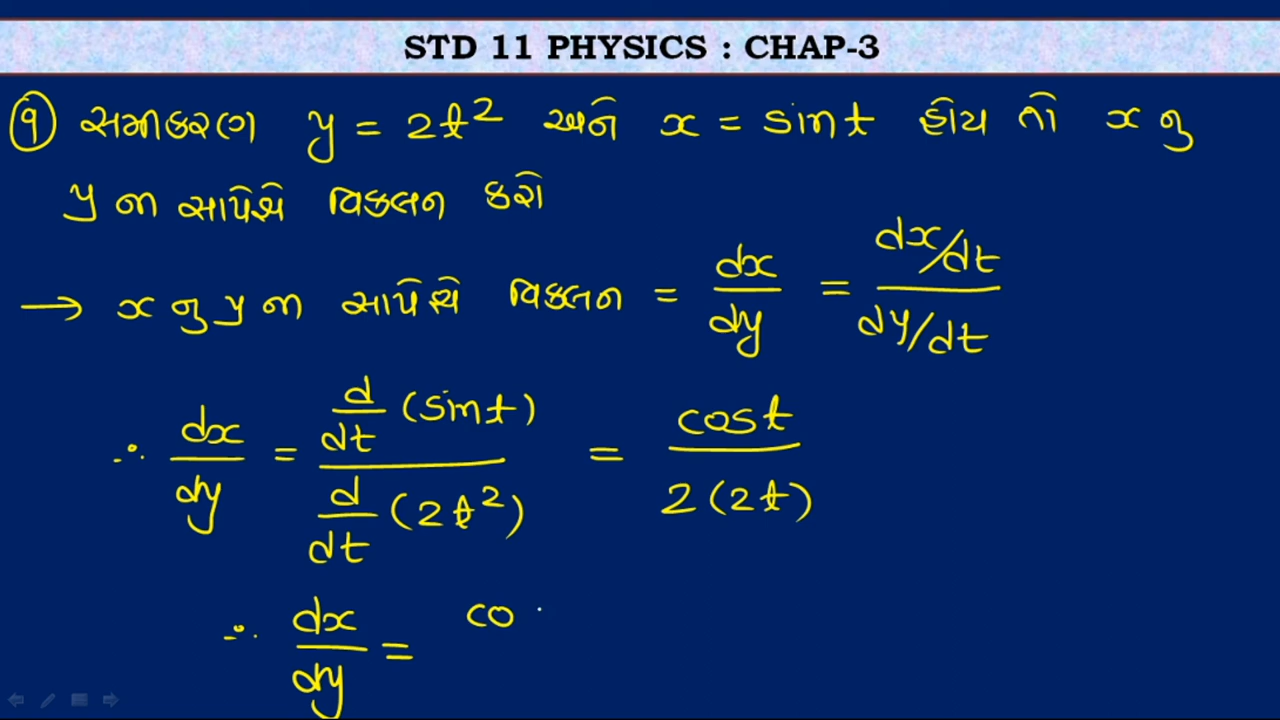 STD 11 PHYSICS : CHAP-3
(૧) સમીકરણ y = 2t² અને x = sint હોય તો x નુ
y ના સાપેક્ષે વિકલન કરો
→ x નુ y ના સાપેક્ષે વિકલન = dx/dy = (dx/dt)/(dy/dt)
∴ dx/dy = (d/dt (sint))/(d/dt (2t²)) = cost/(2(2t))
∴ dx/dy = co